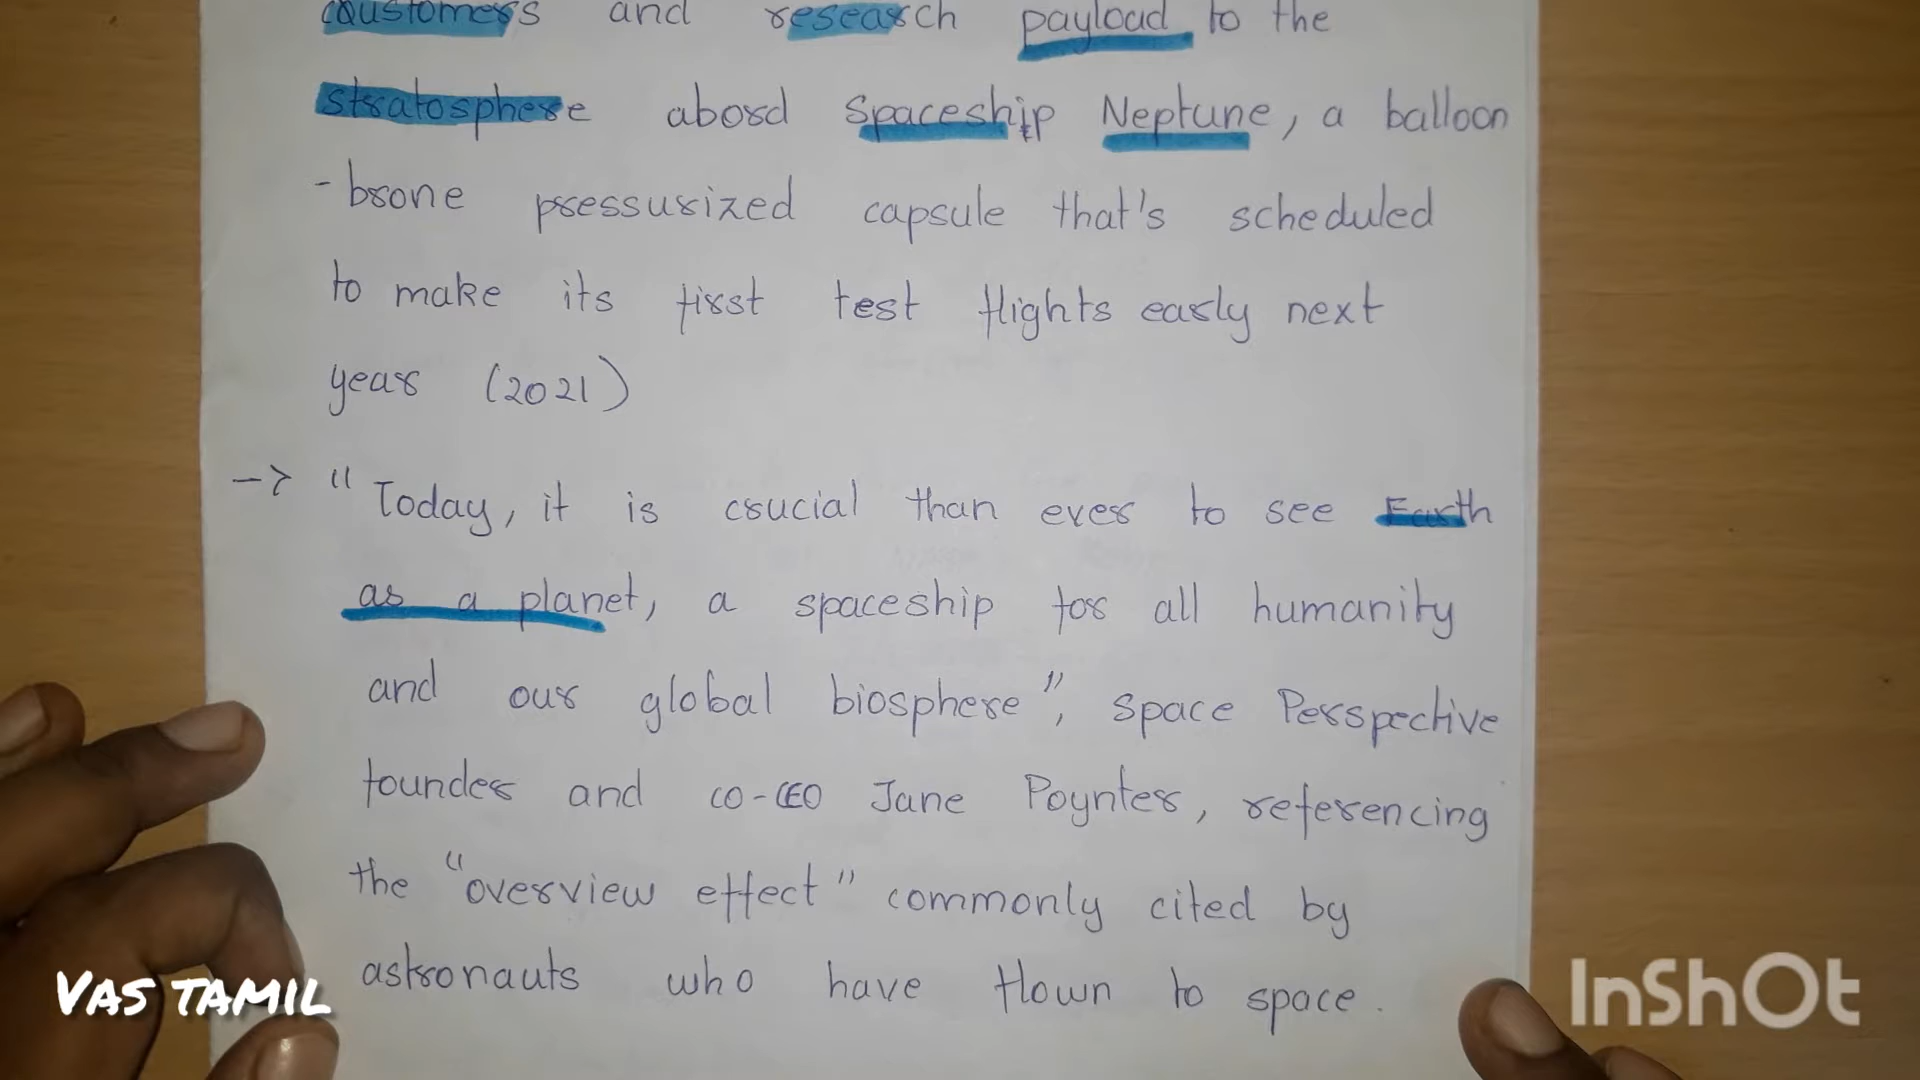 coustomers and research payload to the
stratosphere abord Spaceship Neptune, a balloon
-brone pressurized capsule that's scheduled
to make its first test flights early next
year (2021)
-> "Today, it is crucial than ever to see Earth
as a planet, a spaceship for all humanity
and our global biosphere", Space Perspective
founder and co-CEO Jane Poynter, referencing
the "overview effect" commonly cited by
astronauts who have flown to space.
VAS TAMIL
InShOt